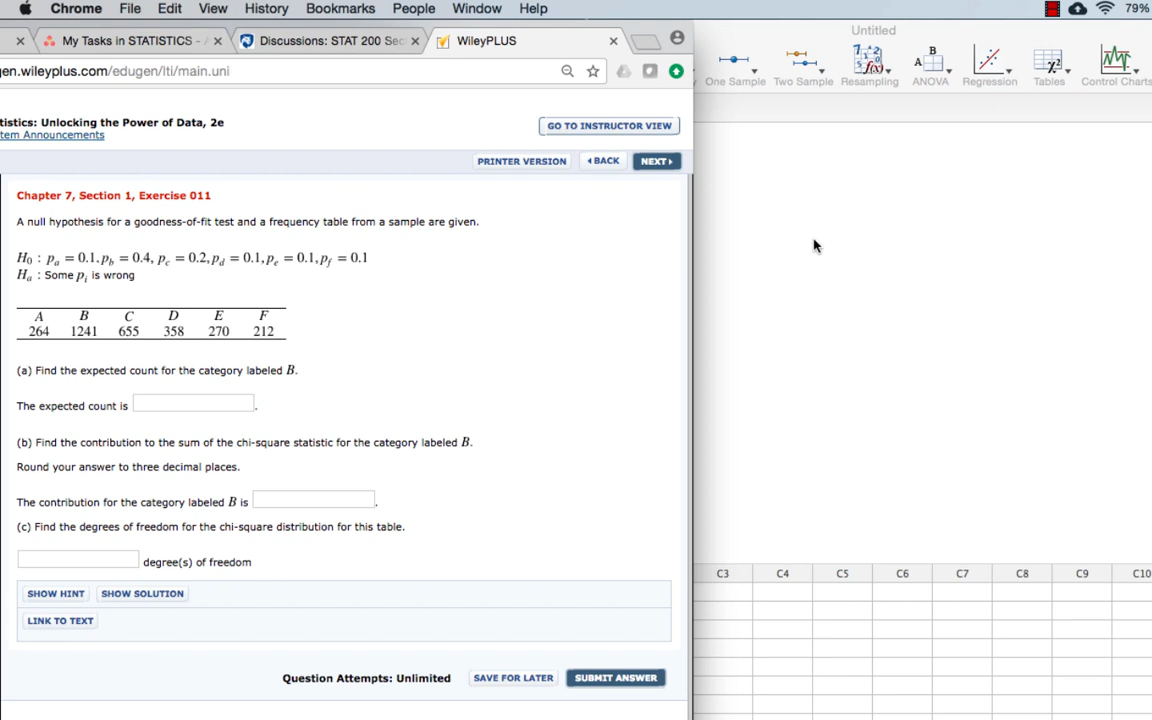 Chrome File Edit View History Bookmarks People Window Help 79%
My Tasks in STATISTICS - Discussions: STAT 200 Sec WileyPLUS Untitled
gen.wileyplus.com/edugen/lti/main.uni
One Sample Two Sample Resampling ANOVA Regression Tables Control Charts
tistics: Unlocking the Power of Data, 2e
tem Announcements
GO TO INSTRUCTOR VIEW
PRINTER VERSION BACK NEXT
Chapter 7, Section 1, Exercise 011
A null hypothesis for a goodness-of-fit test and a frequency table from a sample are given.
H₀ : pₐ = 0.1, p_b = 0.4, p_c = 0.2, p_d = 0.1, p_e = 0.1, p_f = 0.1
Hₐ : Some pᵢ is wrong
A B C D E F
264 1241 655 358 270 212
(a) Find the expected count for the category labeled B.
The expected count is .
(b) Find the contribution to the sum of the chi-square statistic for the category labeled B.
Round your answer to three decimal places.
The contribution for the category labeled B is .
(c) Find the degrees of freedom for the chi-square distribution for this table.
degree(s) of freedom
SHOW HINT SHOW SOLUTION
LINK TO TEXT
Question Attempts: Unlimited SAVE FOR LATER SUBMIT ANSWER
C3 C4 C5 C6 C7 C8 C9 C10